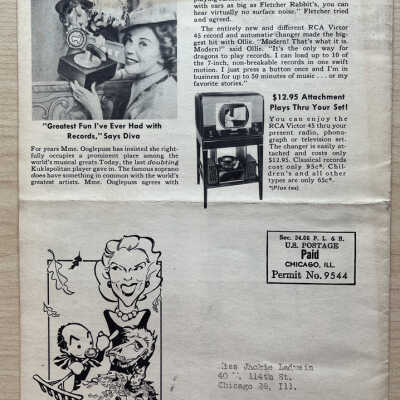 with ears as big as Fletcher Rabbit's, you can
hear virtually no surface noise." Fletcher tried
and agreed.
The entirely new and different RCA Victor
45 record and automatic changer made the big-
gest hit with Ollie. "Modern! That's what it is.
Modern!" said Ollie. "It's the only way for
dragons to play records. I can load up to 10 of
the 7-inch, non-breakable records in one swift
motion. I just press a button once and I'm in
business for up to 50 minutes of music . . . or my
favorite stories."
"Greatest Fun I've Ever Had with
Records," Says Diva
For years Mme. Ooglepuss has insisted she right-
fully occupies a prominent place among the
world's musical greats. Today, the last doubting
Kuklapolitan player gave in. The famous soprano
does have something in common with the world's
greatest artists. Mme. Ooglepuss agrees with
$12.95 Attachment
Plays Thru Your Set!
You can enjoy the
RCA Victor 45 thru your
present radio, phono-
graph or television set.
The changer is easily at-
tached and costs only
$12.95. Classical records
cost only 95c*. Chil-
dren's and all other
types are only 65c*.
*(Plus tax)
Sec. 34.66 P. L. & R.
U.S. POSTAGE
Paid
CHICAGO, ILL.
Permit No. 9544
Miss Jackie
114th St.
Chicago 28, Ill.